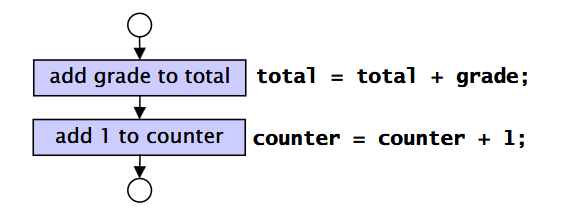 add grade to total total = total + grade;
add 1 to counter counter = counter + 1;